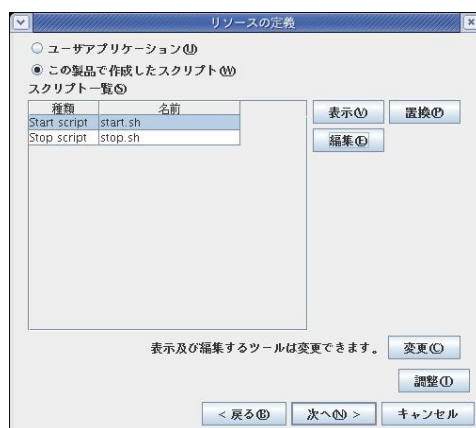 リソースの定義
ユーザアプリケーション(U)
この製品で作成したスクリプト(W)
スクリプト一覧(S)
種類 名前
Start script start.sh
Stop script stop.sh
表示(V) 置換(P)
編集(E)
表示及び編集するツールは変更できます。 変更(C)
調整(T)
< 戻る(B) 次へ(N) > キャンセル